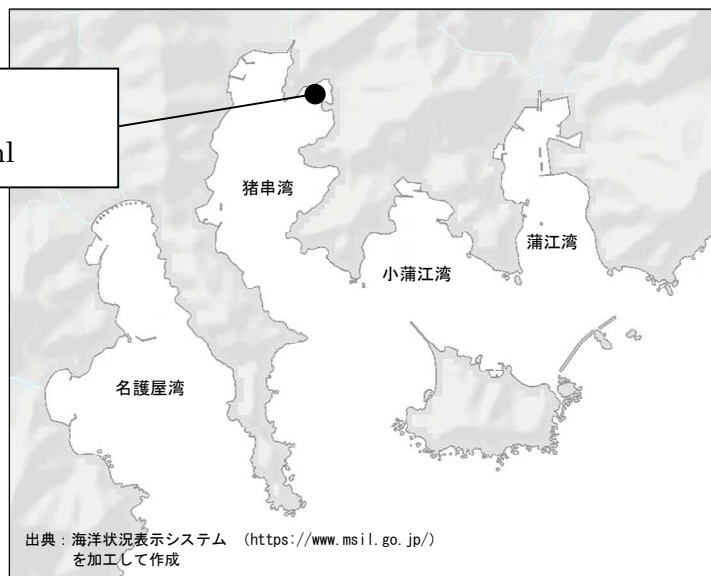 猪串湾
蒲江湾
小蒲江湾
名護屋湾
出典：海洋状況表示システム （https://www.msil.go.jp/）
を加工して作成